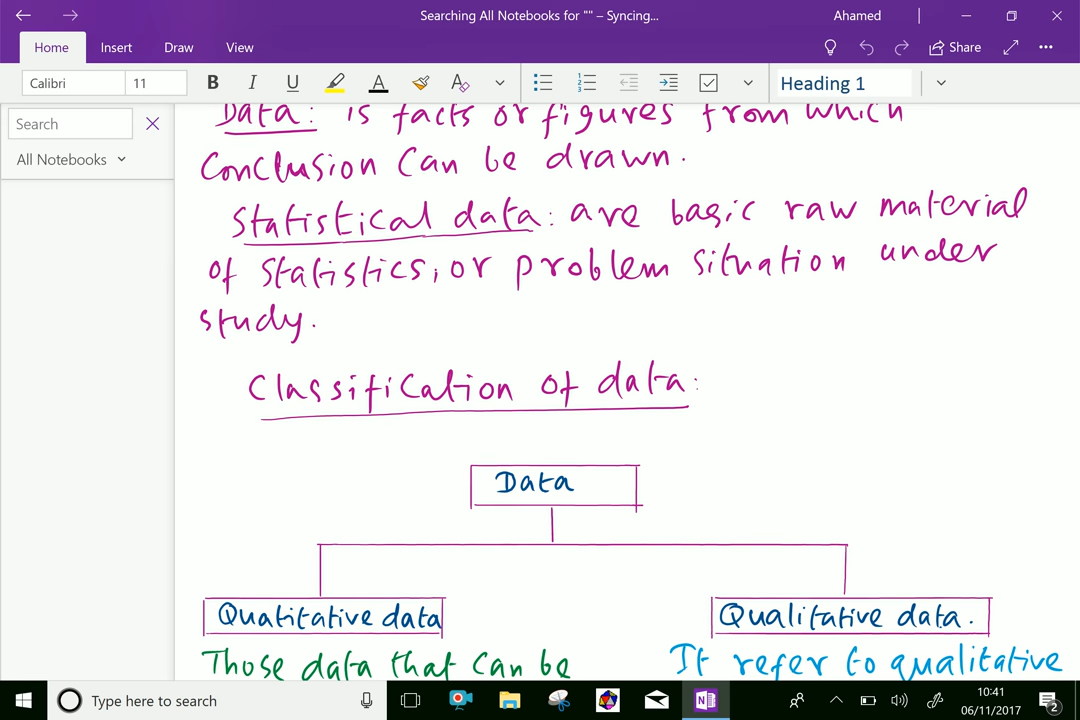 Searching All Notebooks for "" – Syncing...
Ahamed
Home Insert Draw View
Share
Calibri 11 B I U A A Heading 1
Search
All Notebooks
Data: is facts or figures from which
Conclusion Can be drawn.
Statistical data: are basic raw material
of statistics, or problem situation under
study.
Classification of data:
Data
Quatitative data
Qualitative data.
Those data that can be
It refer to qualitative
Type here to search
N
10:41
06/11/2017
2